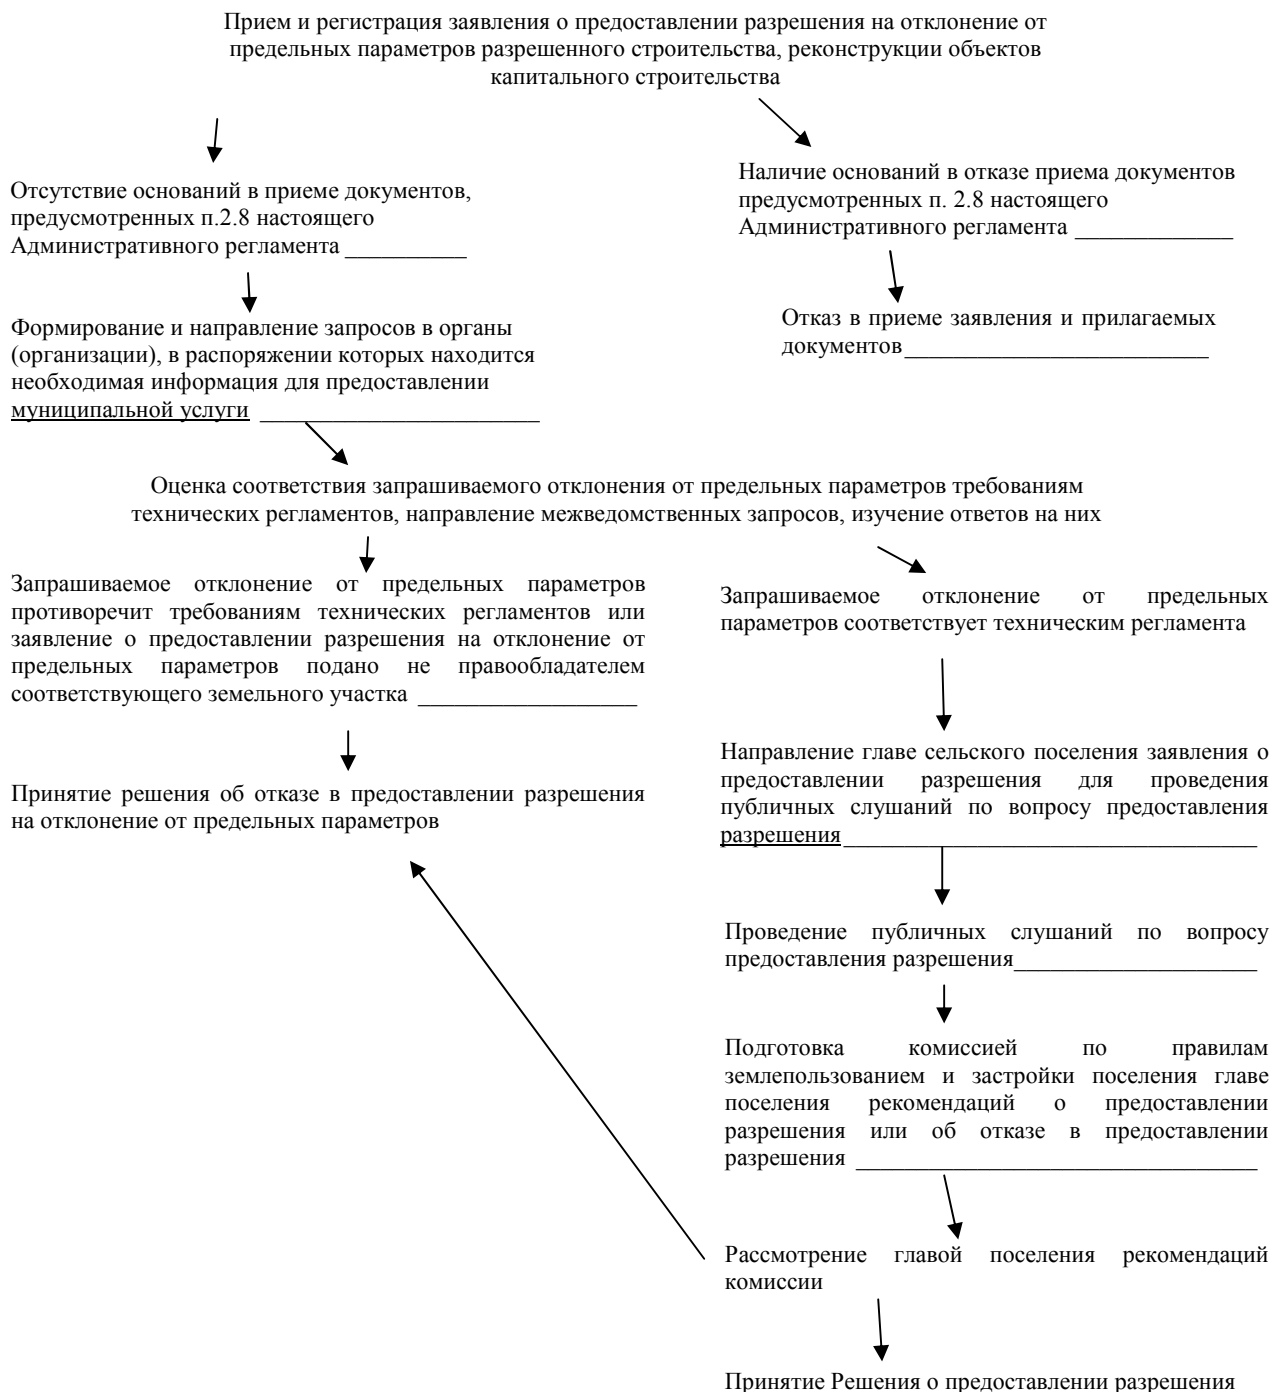 Прием и регистрация заявления о предоставлении разрешения на отклонение от
предельных параметров разрешенного строительства, реконструкции объектов
капитального строительства
Отсутствие оснований в приеме документов,
предусмотренных п.2.8 настоящего
Административного регламента __________
Наличие оснований в отказе приема документов
предусмотренных п. 2.8 настоящего
Административного регламента _____________
Формирование и направление запросов в органы
(организации), в распоряжении которых находится
необходимая информация для предоставлении
муниципальной услуги _______________________
Отказ в приеме заявления и прилагаемых
документов_________________________
Оценка соответствия запрашиваемого отклонения от предельных параметров требованиям
технических регламентов, направление межведомственных запросов, изучение ответов на них
Запрашиваемое отклонение от предельных параметров
противоречит требованиям технических регламентов или
заявление о предоставлении разрешения на отклонение от
предельных параметров подано не правообладателем
соответствующего земельного участка __________________
Запрашиваемое отклонение от предельных
параметров соответствует техническим регламента
Принятие решения об отказе в предоставлении разрешения
на отклонение от предельных параметров
Направление главе сельского поселения заявления о
предоставлении разрешения для проведения
публичных слушаний по вопросу предоставления
разрешения__________________________________
Проведение публичных слушаний по вопросу
предоставления разрешения____________________
Подготовка комиссией по правилам
землепользованием и застройки поселения главе
поселения рекомендаций о предоставлении
разрешения или об отказе в предоставлении
разрешения _________________________________
Рассмотрение главой поселения рекомендаций
комиссии
Принятие Решения о предоставлении разрешения